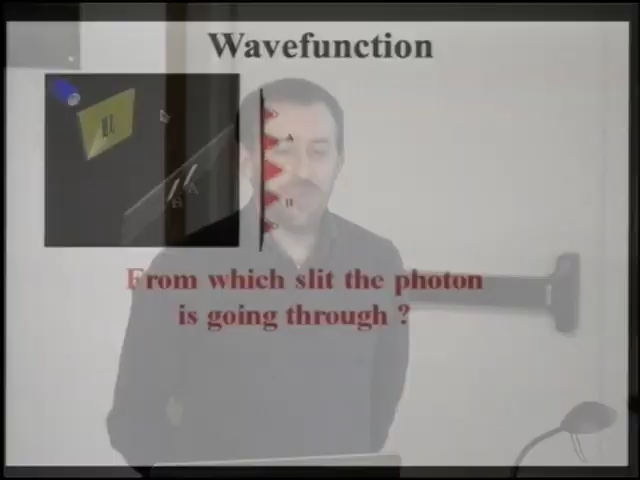 Wavefunction
A
A
B
B
From which slit the photon
is going through ?